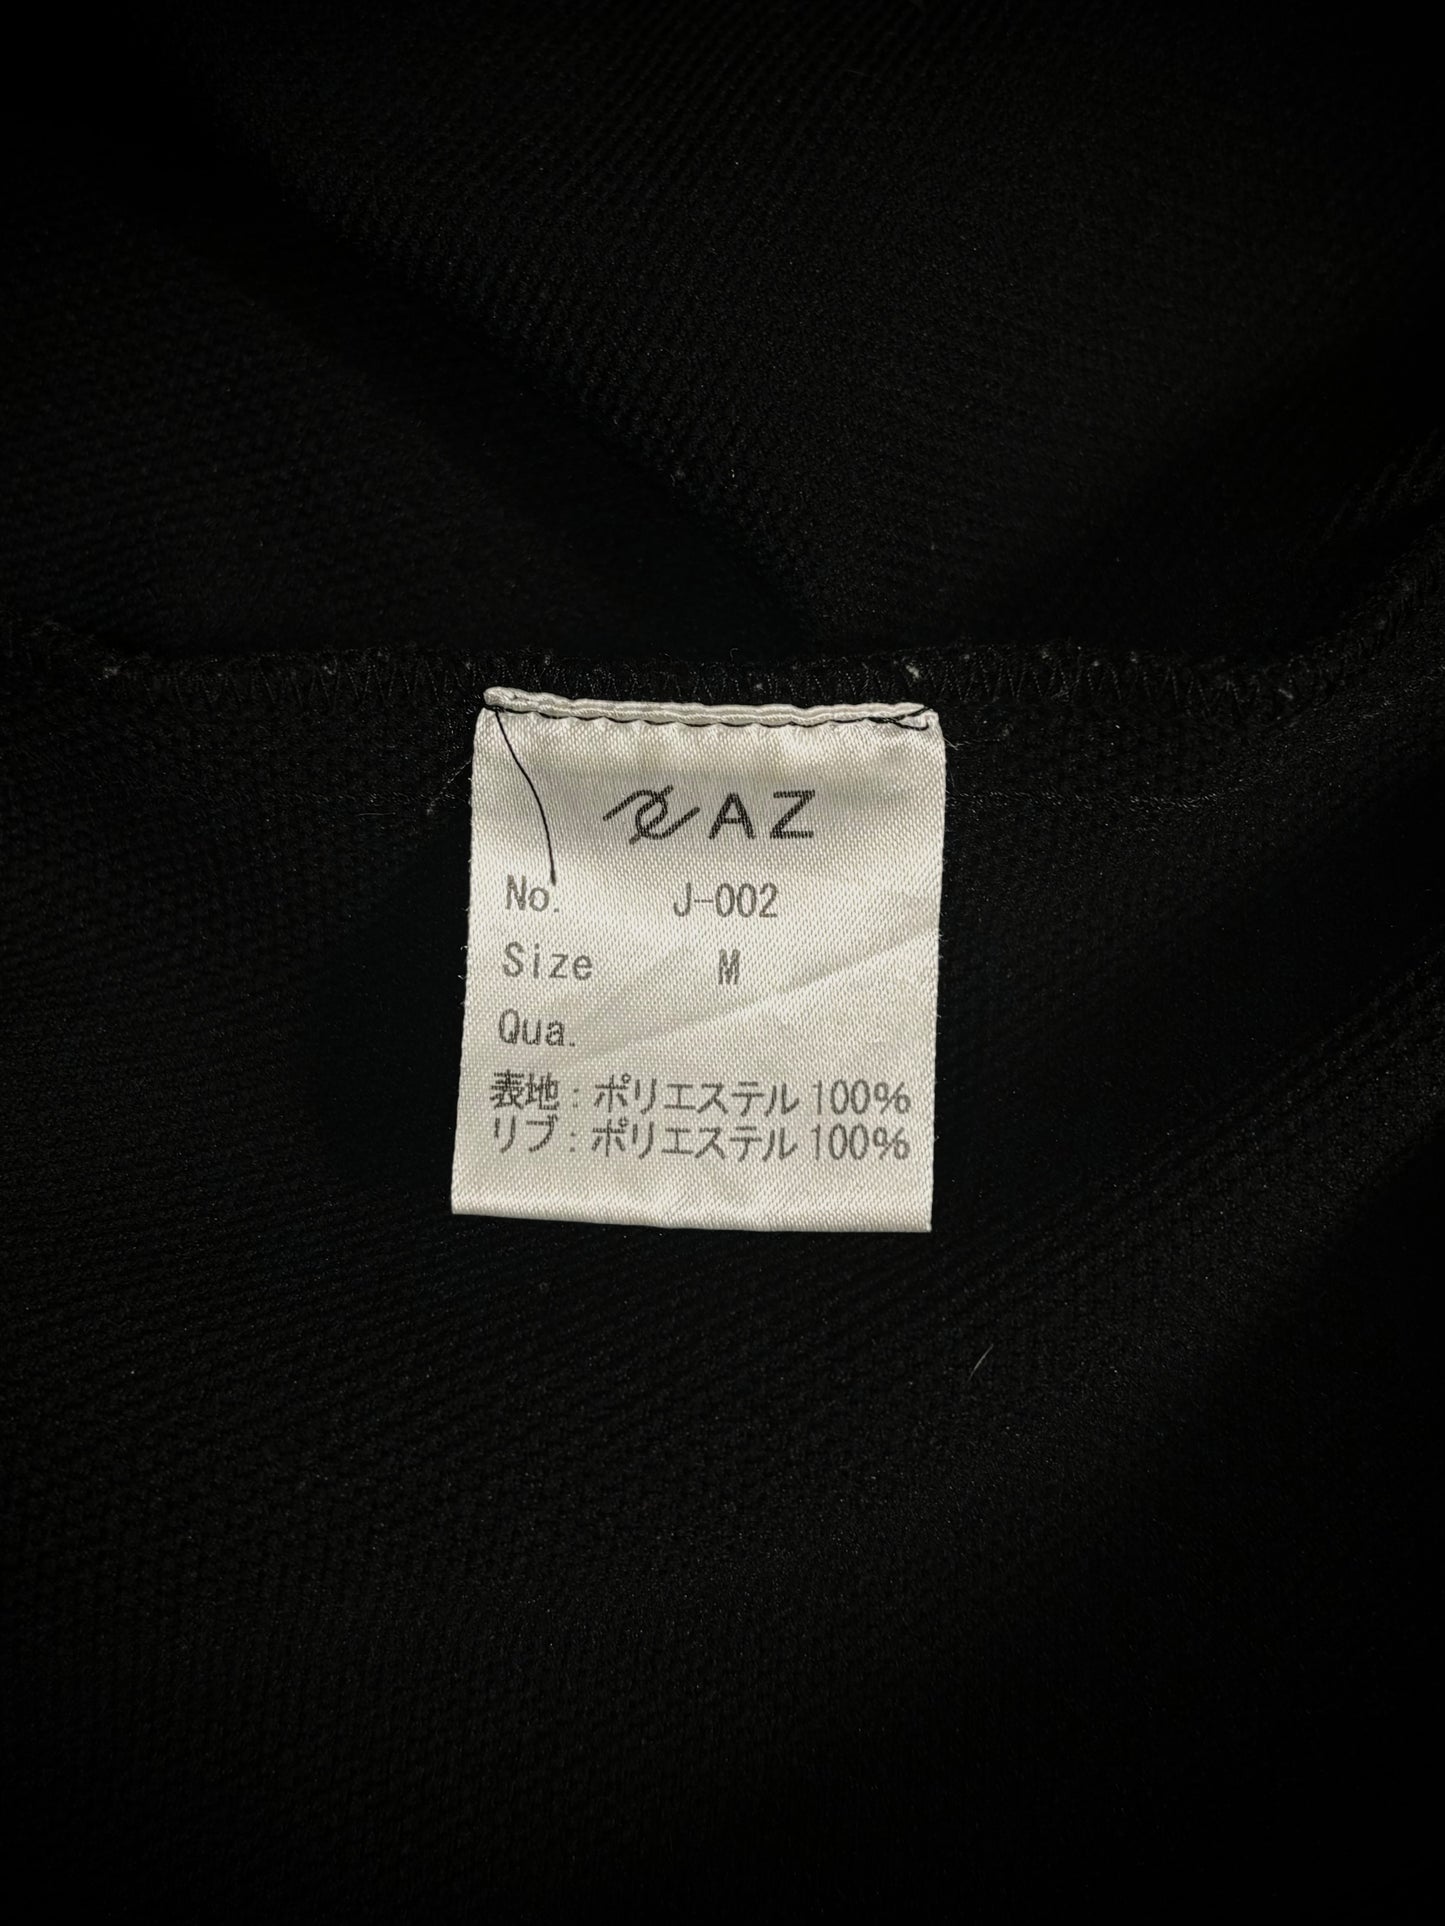 AZ
No. J-002
Size M
Qua.
表地：ポリエステル 100%
リブ：ポリエステル 100%